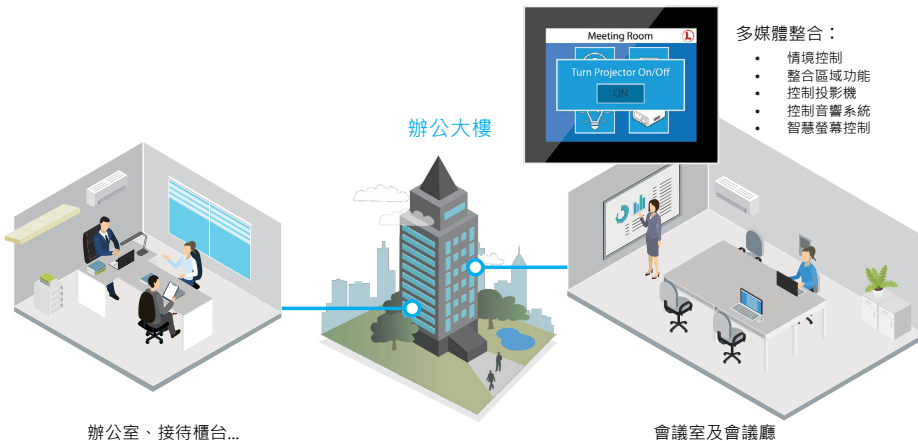 Meeting Room
Turn Projector On/Off
ON
多媒體整合：
• 情境控制
• 整合區域功能
• 控制投影機
• 控制音響系統
• 智慧螢幕控制
辦公大樓
辦公室、接待櫃台...
會議室及會議廳